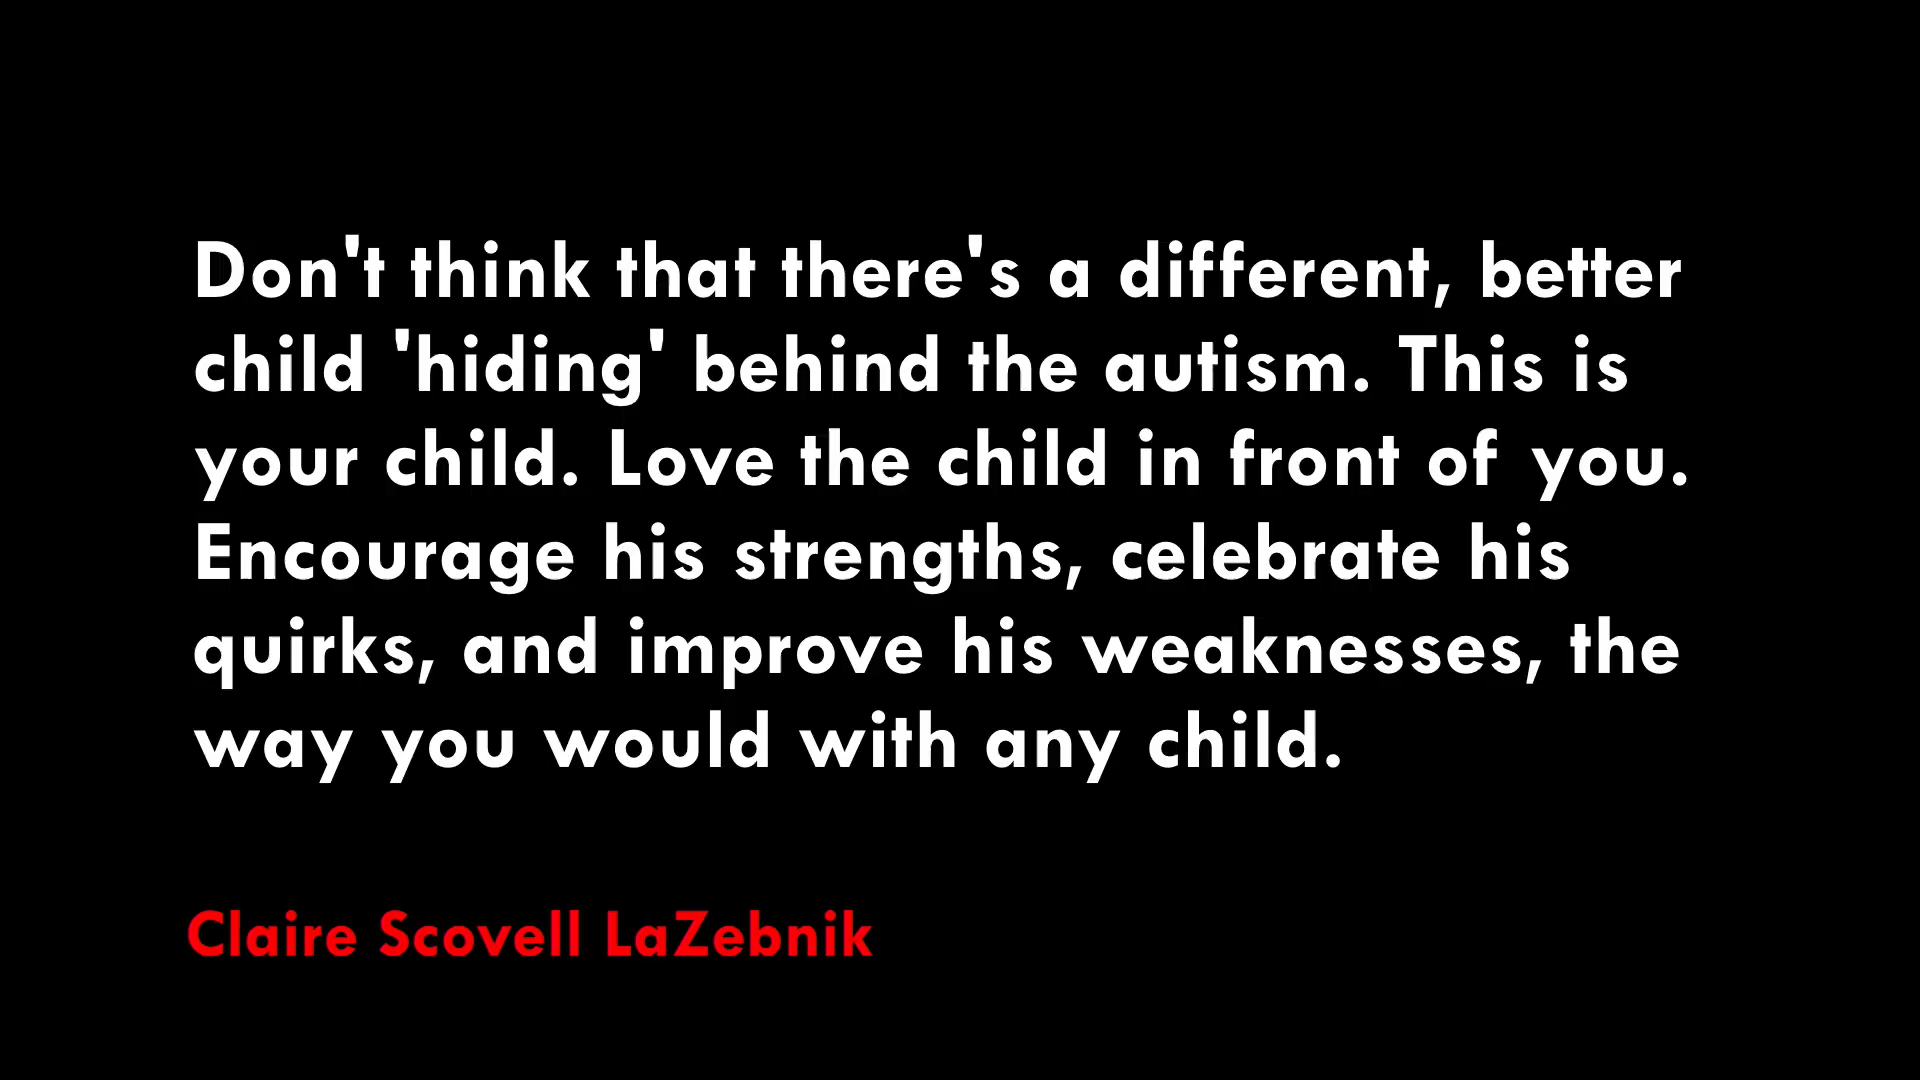 Don't think that there's a different, better
child 'hiding' behind the autism. This is
your child. Love the child in front of you.
Encourage his strengths, celebrate his
quirks, and improve his weaknesses, the
way you would with any child.
Claire Scovell LaZebnik